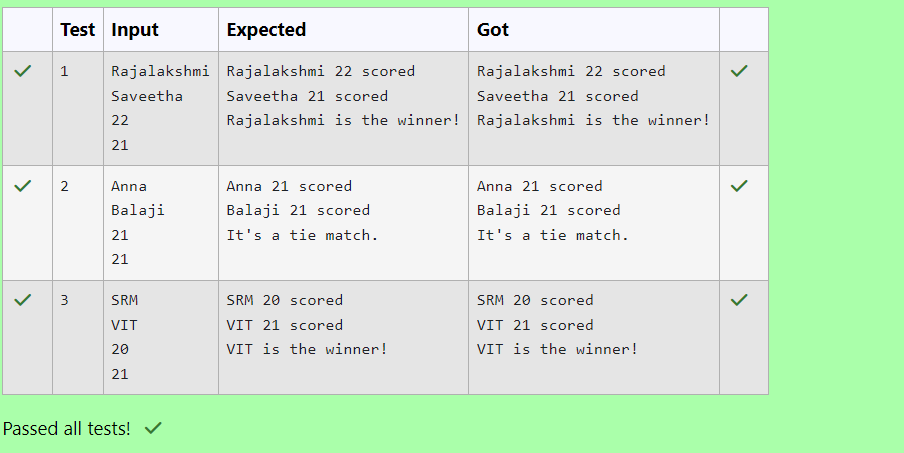 Test Input Expected Got
1 Rajalakshmi Rajalakshmi 22 scored Rajalakshmi 22 scored
Saveetha Saveetha 21 scored Saveetha 21 scored
22 Rajalakshmi is the winner! Rajalakshmi is the winner!
21
2 Anna Anna 21 scored Anna 21 scored
Balaji Balaji 21 scored Balaji 21 scored
21 It's a tie match. It's a tie match.
21
3 SRM SRM 20 scored SRM 20 scored
VIT VIT 21 scored VIT 21 scored
20 VIT is the winner! VIT is the winner!
21
Passed all tests!